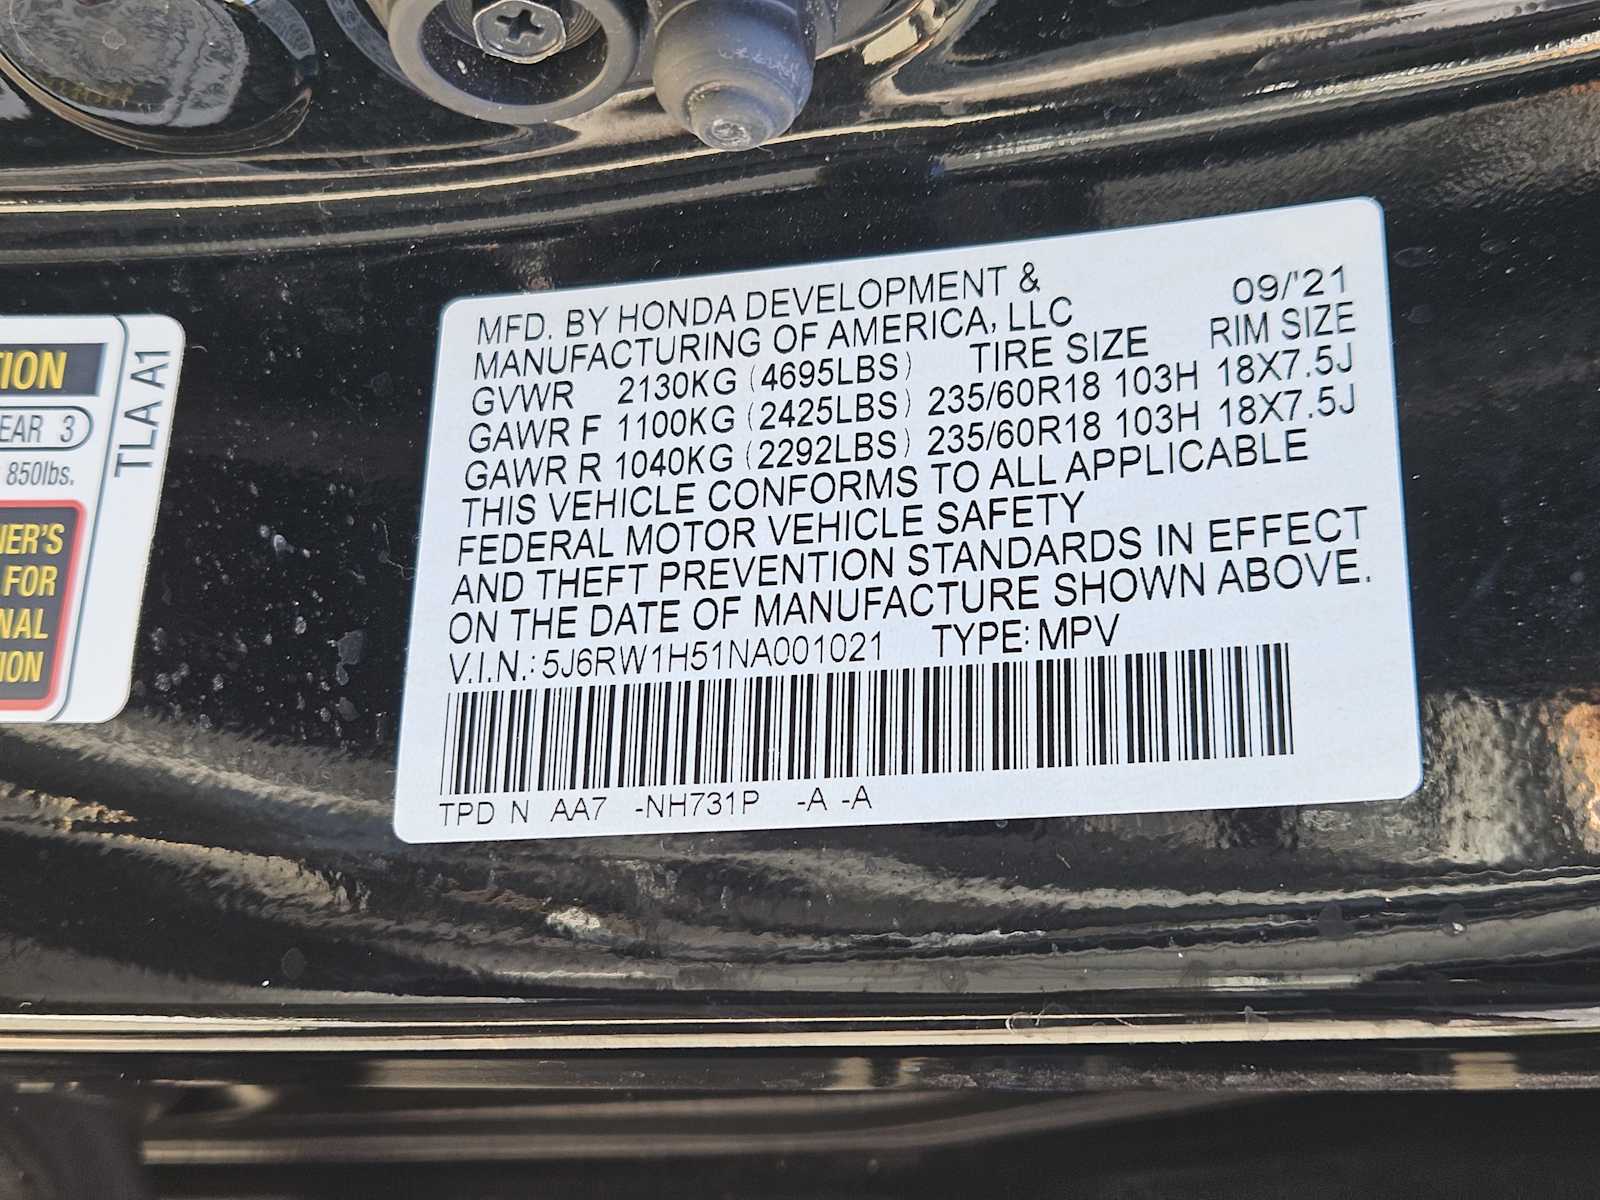 MFD. BY HONDA DEVELOPMENT & 09/'21
MANUFACTURING OF AMERICA, LLC
GVWR 2130KG (4695LBS) TIRE SIZE RIM SIZE
GAWR F 1100KG (2425LBS) 235/60R18 103H 18X7.5J
GAWR R 1040KG (2292LBS) 235/60R18 103H 18X7.5J
THIS VEHICLE CONFORMS TO ALL APPLICABLE
FEDERAL MOTOR VEHICLE SAFETY
AND THEFT PREVENTION STANDARDS IN EFFECT
ON THE DATE OF MANUFACTURE SHOWN ABOVE.
V.I.N.: 5J6RW1H51NA001021 TYPE: MPV
TPD N AA7 -NH731P -A -A
TION
EAR 3
850lbs.
NER'S
FOR
NAL
ION
TLA A1